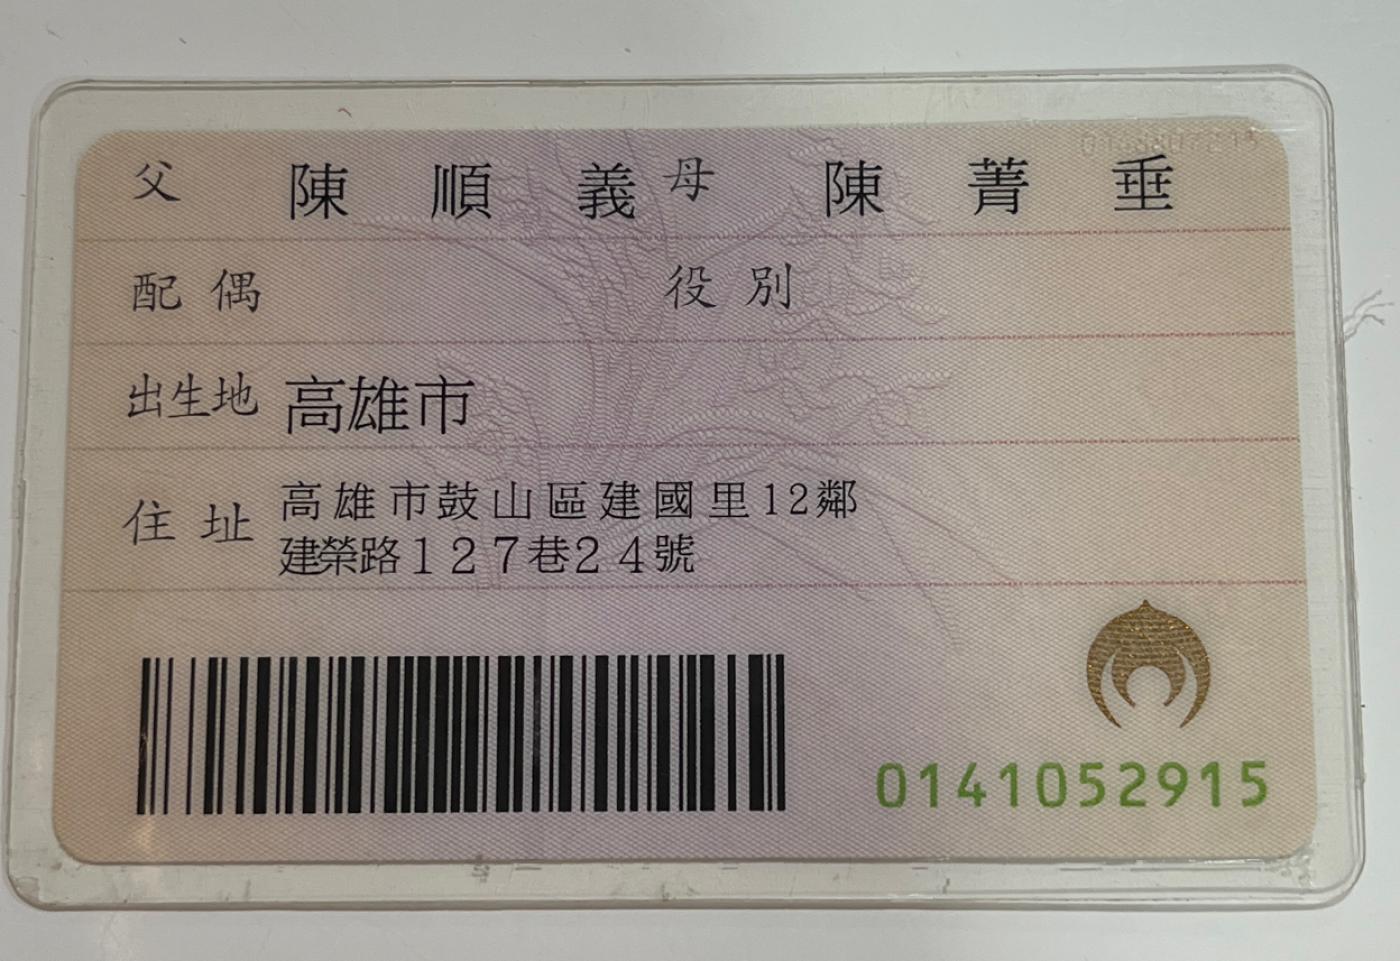 父 陳順義 母 陳菁垂
配偶 役別
出生地 高雄市
住址 高雄市鼓山區建國里12鄰
建榮路127巷24號
0141052915